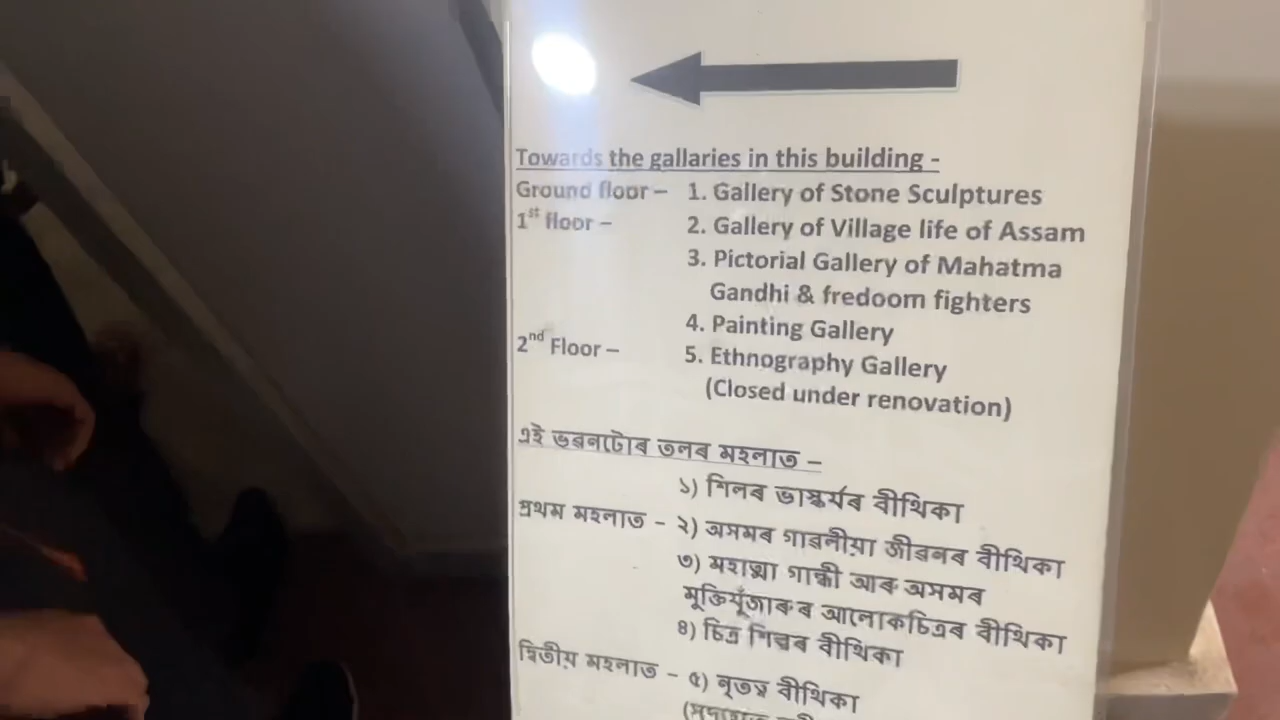 Towards the gallaries in this building -
Ground floor – 1. Gallery of Stone Sculptures
1st floor – 2. Gallery of Village life of Assam
3. Pictorial Gallery of Mahatma
Gandhi & fredoom fighters
4. Painting Gallery
2nd Floor – 5. Ethnography Gallery
(Closed under renovation)
এই ভৱনটোৰ তলৰ মহলাত –
১) শিলৰ ভাস্কৰ্যৰ বীথিকা
প্ৰথম মহলাত - ২) অসমৰ গাৱলীয়া জীৱনৰ বীথিকা
৩) মহাত্মা গান্ধী আৰু অসমৰ
মুক্তিযুঁজাৰুৰ আলোকচিত্ৰৰ বীথিকা
৪) চিত্ৰ শিল্পৰ বীথিকা
দ্বিতীয় মহলাত - ৫) নৃতত্ত্ব বীথিকা